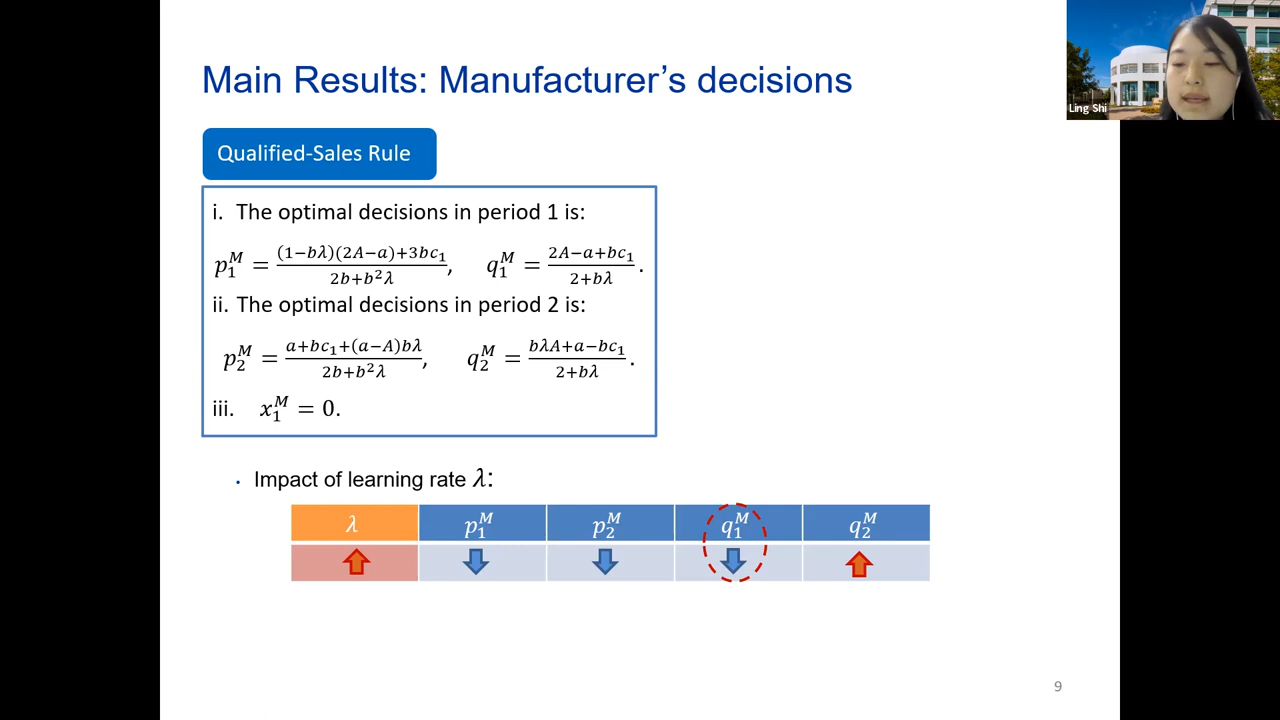 Ling Shi
Main Results: Manufacturer’s decisions
Qualified-Sales Rule
i. The optimal decisions in period 1 is:
p₁ᴹ = ((1−bλ)(2A−a)+3bc₁)/(2b+b²λ), q₁ᴹ = (2A−a+bc₁)/(2+bλ).
ii. The optimal decisions in period 2 is:
p₂ᴹ = (a+bc₁+(a−A)bλ)/(2b+b²λ), q₂ᴹ = (bλA+a−bc₁)/(2+bλ).
iii. x₁ᴹ = 0.
• Impact of learning rate λ:
λ p₁ᴹ p₂ᴹ q₁ᴹ q₂ᴹ
9